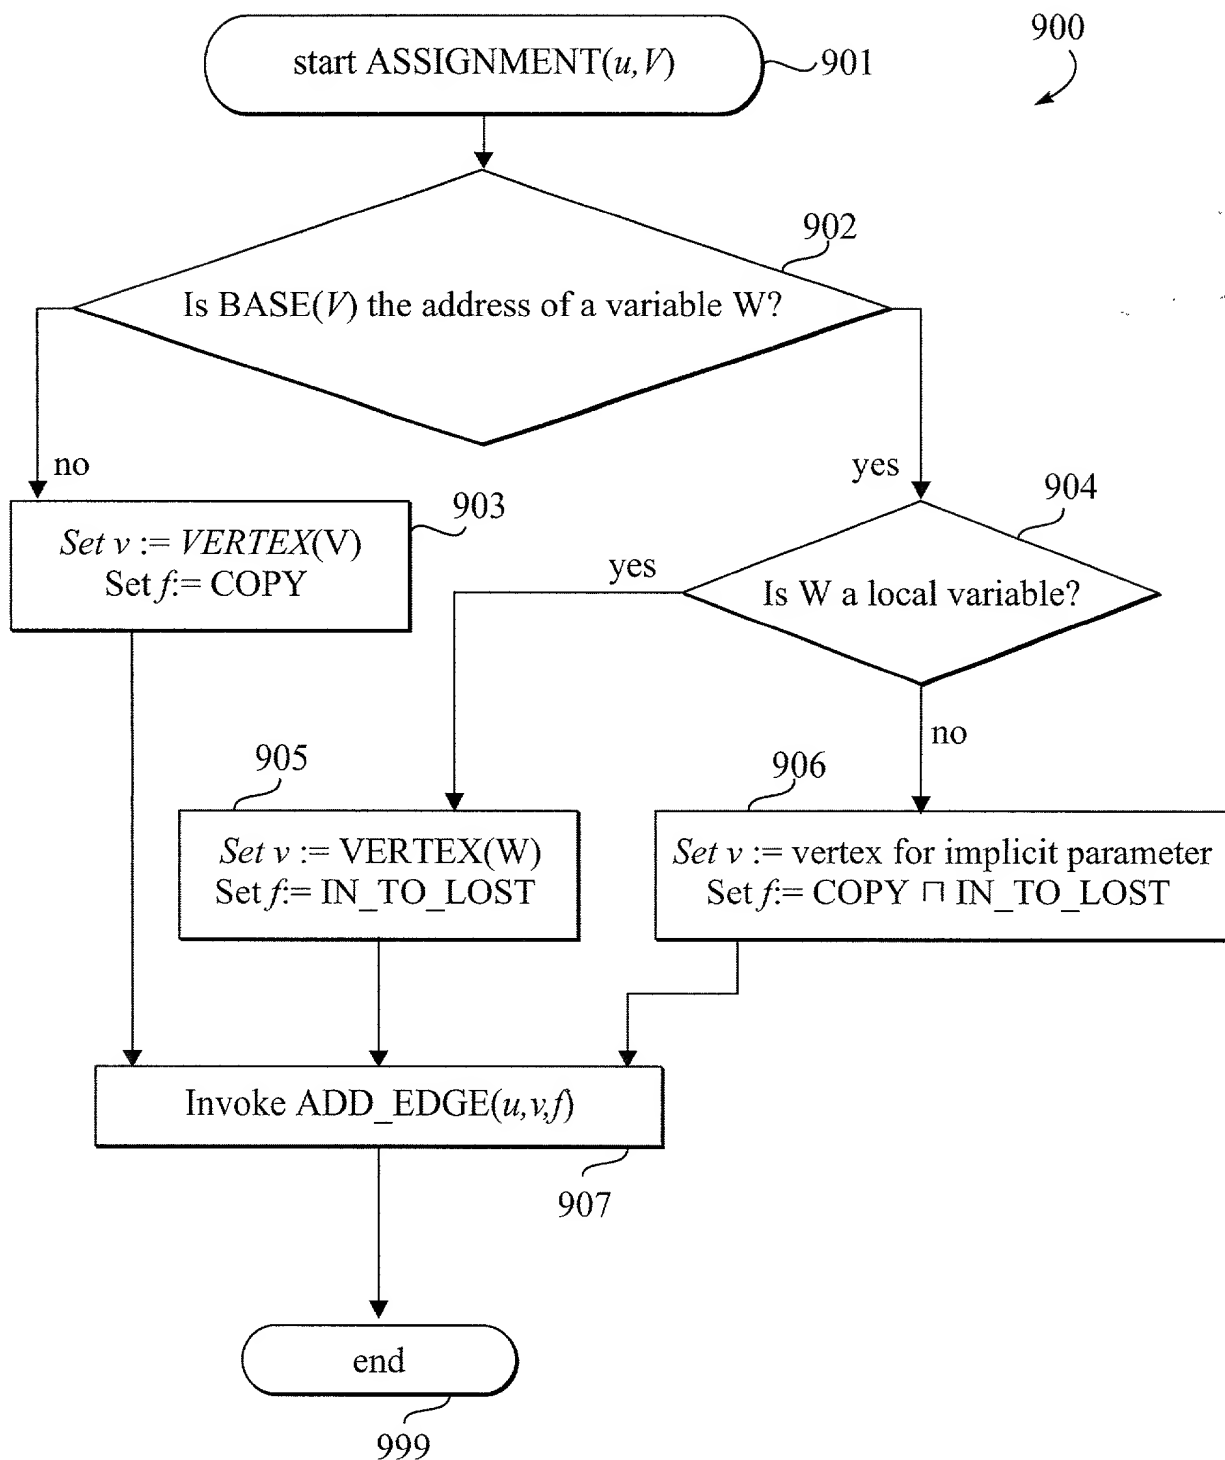 900
start ASSIGNMENT(u,V)
901
902
Is BASE(V) the address of a variable W?
no
yes
903
Set v := VERTEX(V)
Set f:= COPY
904
Is W a local variable?
yes
no
905
Set v := VERTEX(W)
Set f:= IN_TO_LOST
906
Set v := vertex for implicit parameter
Set f:= COPY ⊓ IN_TO_LOST
Invoke ADD_EDGE(u,v,f)
907
end
999